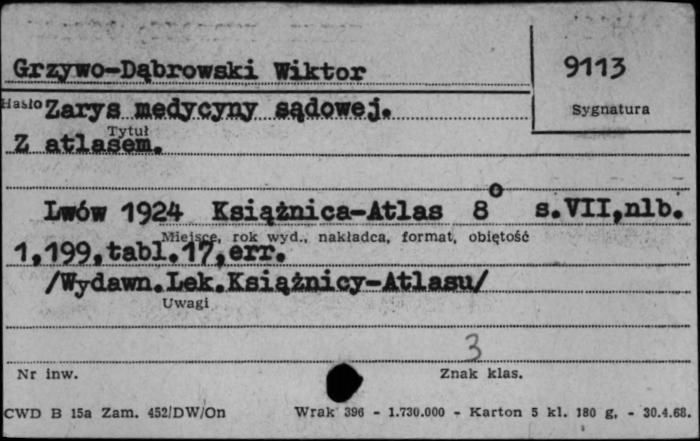 Grzywo-Dąbrowski Wiktor
9113
Hasło Zarys medycyny sądowej.
Sygnatura
Tytuł
Z atlasem.
Lwów 1924 Książnica-Atlas 8° s.VII,nlb.
Miejsce, rok wyd., nakładca, format, objętość
1,199,tabl.17,err.
/Wydawn.Lek.Książnicy-Atlasu/
Uwagi
3
Nr inw.
Znak klas.
CWD B 15a Zam. 452/DW/On Wrak 396 - 1.730.000 - Karton 5 kl. 180 g. - 30.4.68.